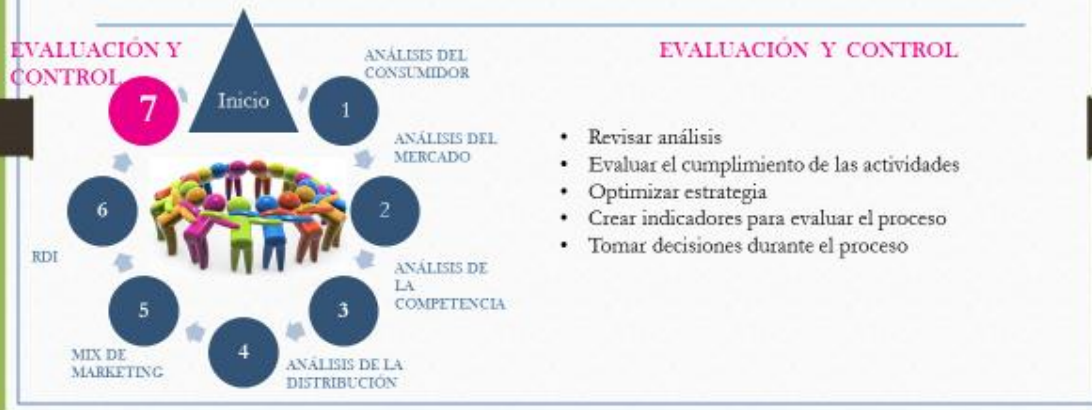 EVALUACIÓN Y
CONTROL
7
Inicio
ANÁLISIS DEL
CONSUMIDOR
1
ANÁLISIS DEL
MERCADO
2
ANÁLISIS DE
LA
COMPETENCIA
3
ANÁLISIS DE LA
DISTRIBUCIÓN
4
MIX DE
MARKETING
5
RDI
6
EVALUACIÓN Y CONTROL
• Revisar análisis
• Evaluar el cumplimiento de las actividades
• Optimizar estrategia
• Crear indicadores para evaluar el proceso
• Tomar decisiones durante el proceso